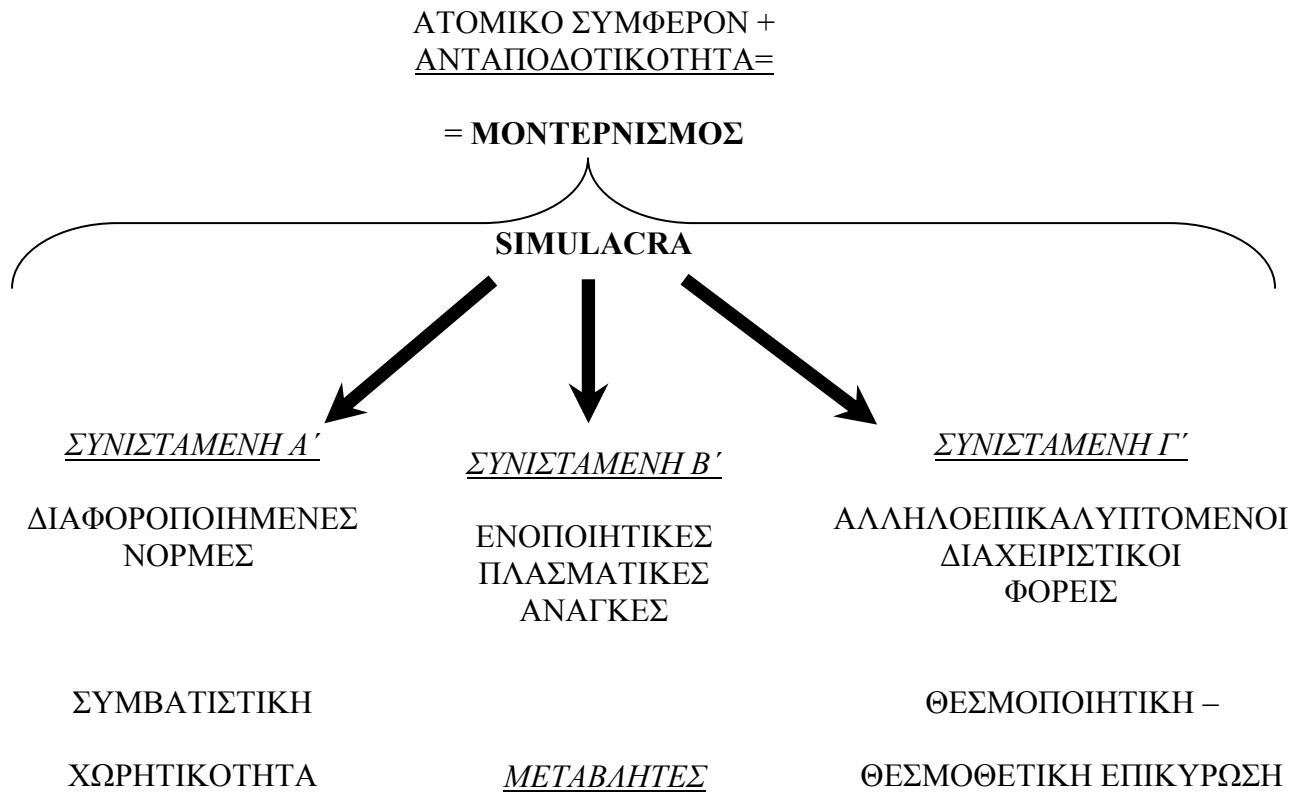 ΑΤΟΜΙΚΟ ΣΥΜΦΕΡΟΝ +
ΑΝΤΑΠΟΔΟΤΙΚΟΤΗΤΑ=
= ΜΟΝΤΕΡΝΙΣΜΟΣ
SIMULACRA
ΣΥΝΙΣΤΑΜΕΝΗ Α΄
ΔΙΑΦΟΡΟΠΟΙΗΜΕΝΕΣ
ΝΟΡΜΕΣ
ΣΥΝΙΣΤΑΜΕΝΗ Β΄
ΕΝΟΠΟΙΗΤΙΚΕΣ
ΠΛΑΣΜΑΤΙΚΕΣ
ΑΝΑΓΚΕΣ
ΣΥΝΙΣΤΑΜΕΝΗ Γ΄
ΑΛΛΗΛΟΕΠΙΚΑΛΥΠΤΟΜΕΝΟΙ
ΔΙΑΧΕΙΡΙΣΤΙΚΟΙ
ΦΟΡΕΙΣ
ΣΥΜΒΑΤΙΣΤΙΚΗ
ΧΩΡΗΤΙΚΟΤΗΤΑ
ΜΕΤΑΒΛΗΤΕΣ
ΘΕΣΜΟΠΟΙΗΤΙΚΗ –
ΘΕΣΜΟΘΕΤΙΚΗ ΕΠΙΚΥΡΩΣΗ